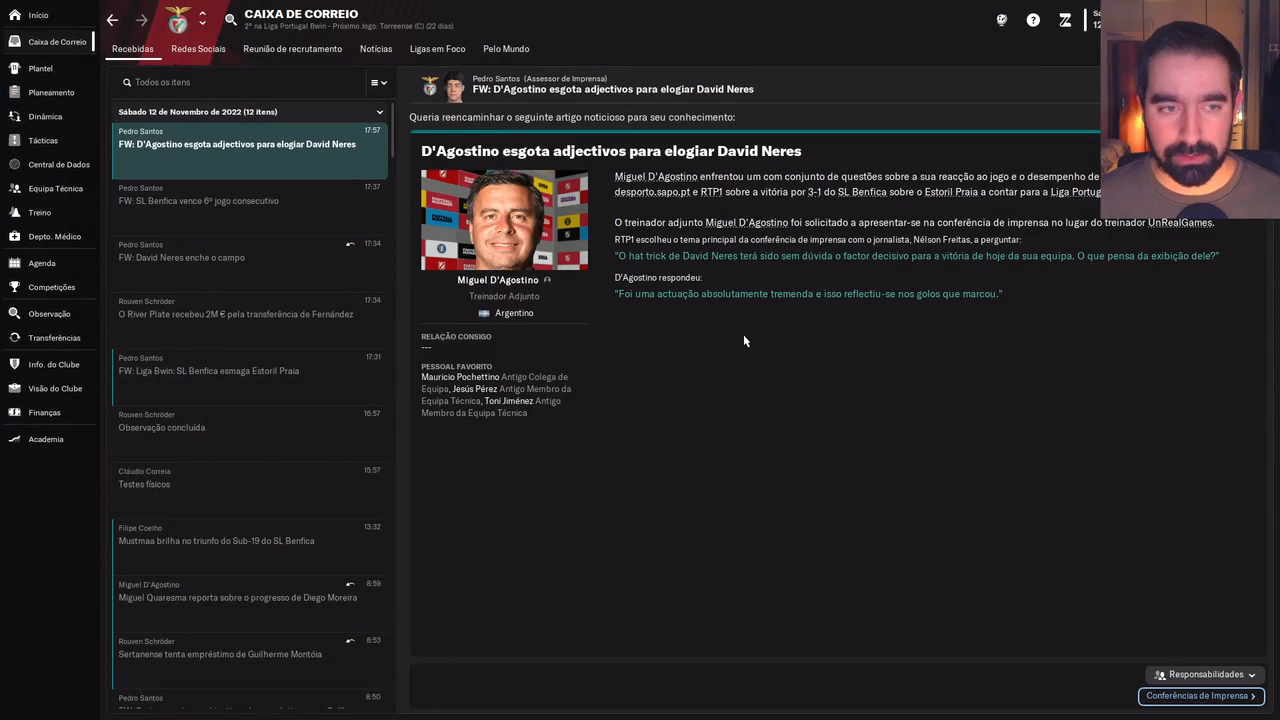 Início
Caixa de Correio
Plantel
Planeamento
Dinâmica
Tácticas
Central de Dados
Equipa Técnica
Treino
Depto. Médico
Agenda
Competições
Observação
Transferências
Info. do Clube
Visão do Clube
Finanças
Academia
CAIXA DE CORREIO
2º na Liga Portugal Bwin - Próximo Jogo: Torreense (C) (22 dias)
Recebidas
Redes Sociais
Reunião de recrutamento
Notícias
Ligas em Foco
Pelo Mundo
Todos os itens
Sábado 12 de Novembro de 2022 (12 itens)
Pedro Santos 17:57
FW: D'Agostino esgota adjectivos para elogiar David Neres
Pedro Santos 17:37
FW: SL Benfica vence 6º jogo consecutivo
Pedro Santos 17:34
FW: David Neres enche o campo
Rouven Schröder 17:34
O River Plate recebeu 2M € pela transferência de Fernández
Pedro Santos 17:31
FW: Liga Bwin: SL Benfica esmaga Estoril Praia
Rouven Schröder 16:57
Observação concluída
Cláudio Correia 15:57
Testes físicos
Filipe Coelho 13:32
Mustmaa brilha no triunfo do Sub-19 do SL Benfica
Miguel D'Agostino 8:59
Miguel Quaresma reporta sobre o progresso de Diego Moreira
Rouven Schröder 8:53
Sertanense tenta empréstimo de Guilherme Montóia
Pedro Santos 8:50
Pedro Santos (Assessor de Imprensa)
FW: D'Agostino esgota adjectivos para elogiar David Neres
Queria reencaminhar o seguinte artigo noticioso para seu conhecimento:
D'Agostino esgota adjectivos para elogiar David Neres
Miguel D'Agostino
Treinador Adjunto
Argentino
RELAÇÃO CONSIGO
---
PESSOAL FAVORITO
Mauricio Pochettino Antigo Colega de
Equipa, Jesús Pérez Antigo Membro da
Equipa Técnica, Toni Jiménez Antigo
Membro da Equipa Técnica
Miguel D'Agostino enfrentou um com conjunto de questões sobre a sua reacção ao jogo e o desempenho de
desporto.sapo.pt e RTP1 sobre a vitória por 3-1 do SL Benfica sobre o Estoril Praia a contar para a Liga Portug
O treinador adjunto Miguel D'Agostino foi solicitado a apresentar-se na conferência de imprensa no lugar do treinador UnRealGames.
RTP1 escolheu o tema principal da conferência de imprensa com o jornalista, Nélson Freitas, a perguntar:
"O hat trick de David Neres terá sido sem dúvida o factor decisivo para a vitória de hoje da sua equipa. O que pensa da exibição dele?"
D'Agostino respondeu:
"Foi uma actuação absolutamente tremenda e isso reflectiu-se nos golos que marcou."
Responsabilidades
Conferências de Imprensa